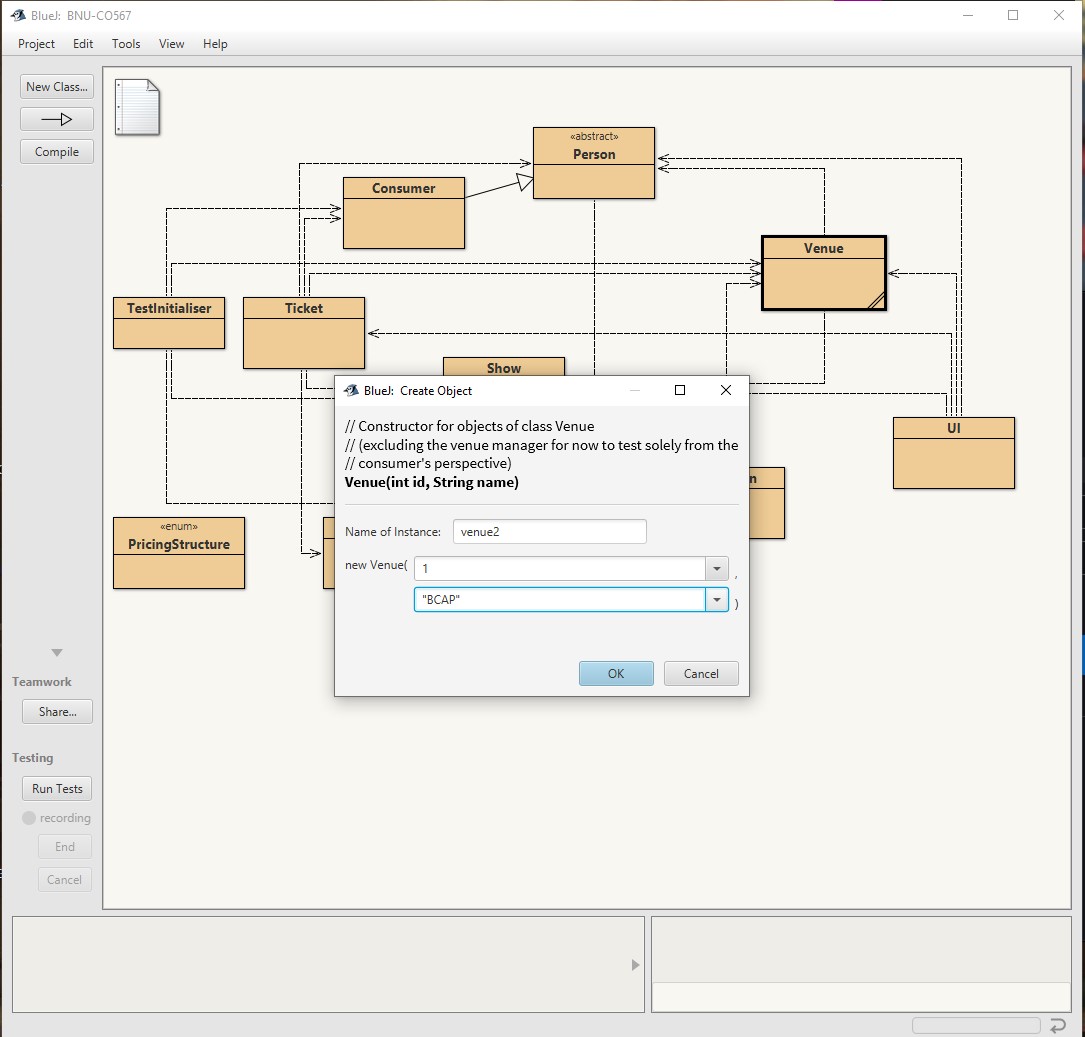 BlueJ: BNU-CO567
Project Edit Tools View Help
New Class...
Compile
«abstract»
Person
Consumer
Venue
TestInitialiser
Ticket
Show
UI
n
«enum»
PricingStructure
BlueJ: Create Object
// Constructor for objects of class Venue
// (excluding the venue manager for now to test solely from the
// consumer's perspective)
Venue(int id, String name)
Name of Instance: venue2
new Venue( 1 ,
"BCAP" )
OK Cancel
Teamwork
Share...
Testing
Run Tests
recording
End
Cancel